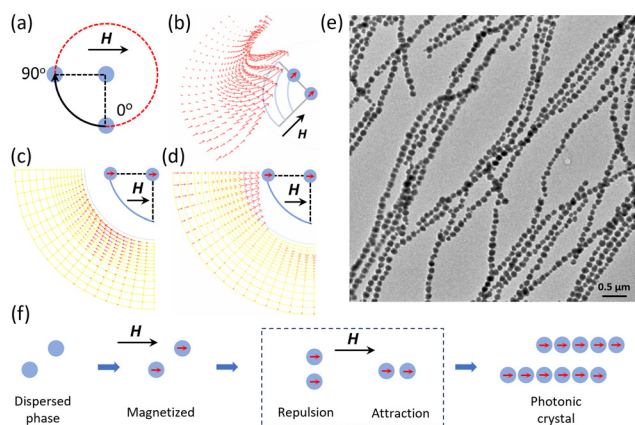 (a)
H
90°
0°
(b)
H
(c)
H
(d)
H
(e)
0.5 μm
(f)
H
H
Dispersed
phase
Magnetized
Repulsion
Attraction
Photonic
crystal